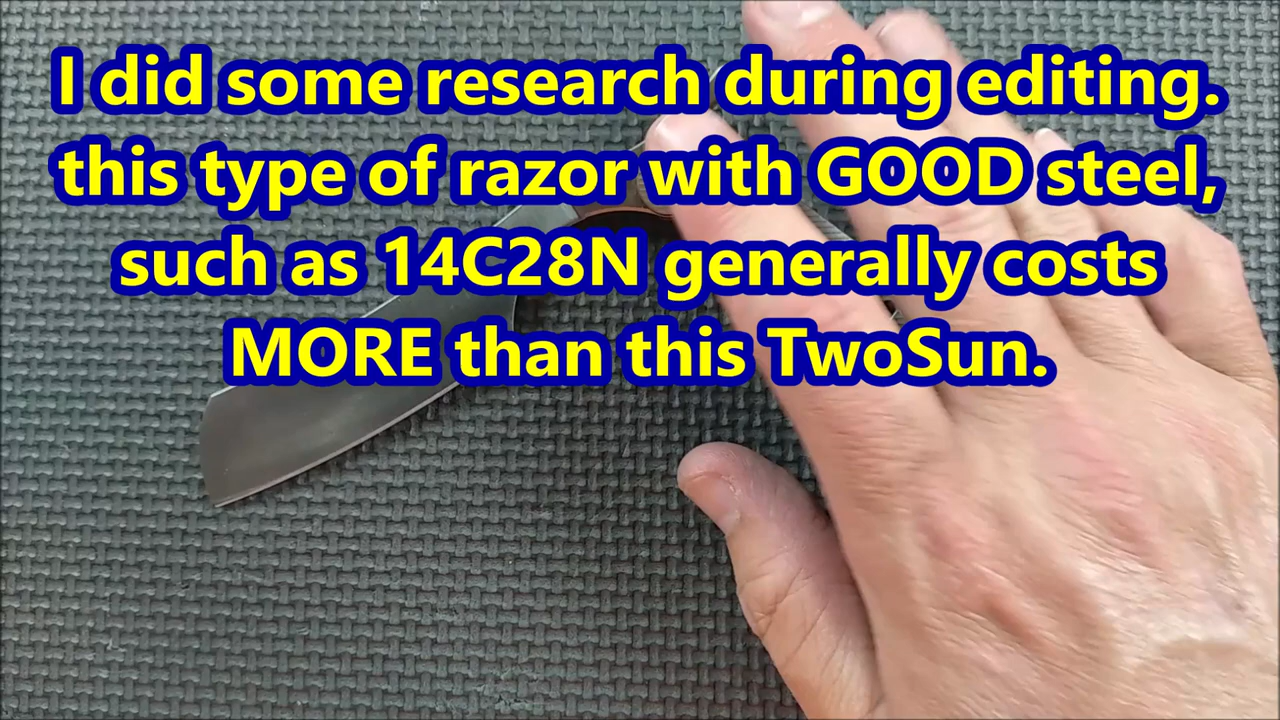 I did some research during editing.
this type of razor with GOOD steel,
such as 14C28N generally costs
MORE than this TwoSun.